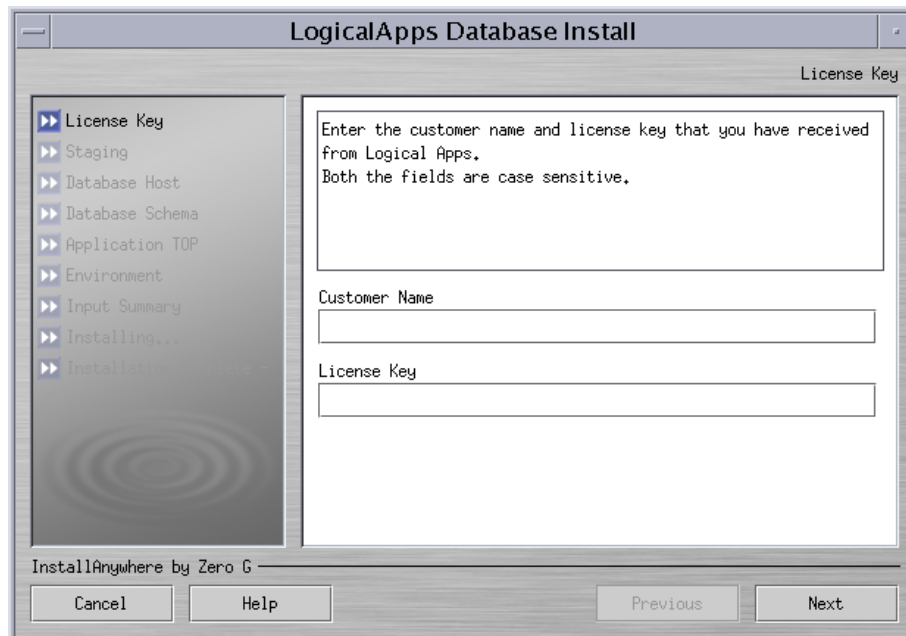 LogicalApps Database Install
License Key
License Key
Staging
Database Host
Database Schema
Application TOP
Environment
Input Summary
Installing...
Enter the customer name and license key that you have received
from Logical Apps.
Both the fields are case sensitive.
Customer Name
License Key
InstallAnywhere by Zero G
Cancel
Help
Previous
Next